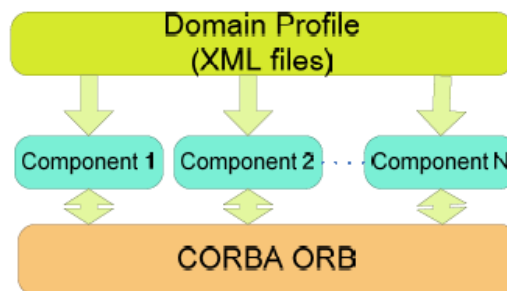 Domain Profile
(XML files)
Component 1
Component 2
Component N
CORBA ORB